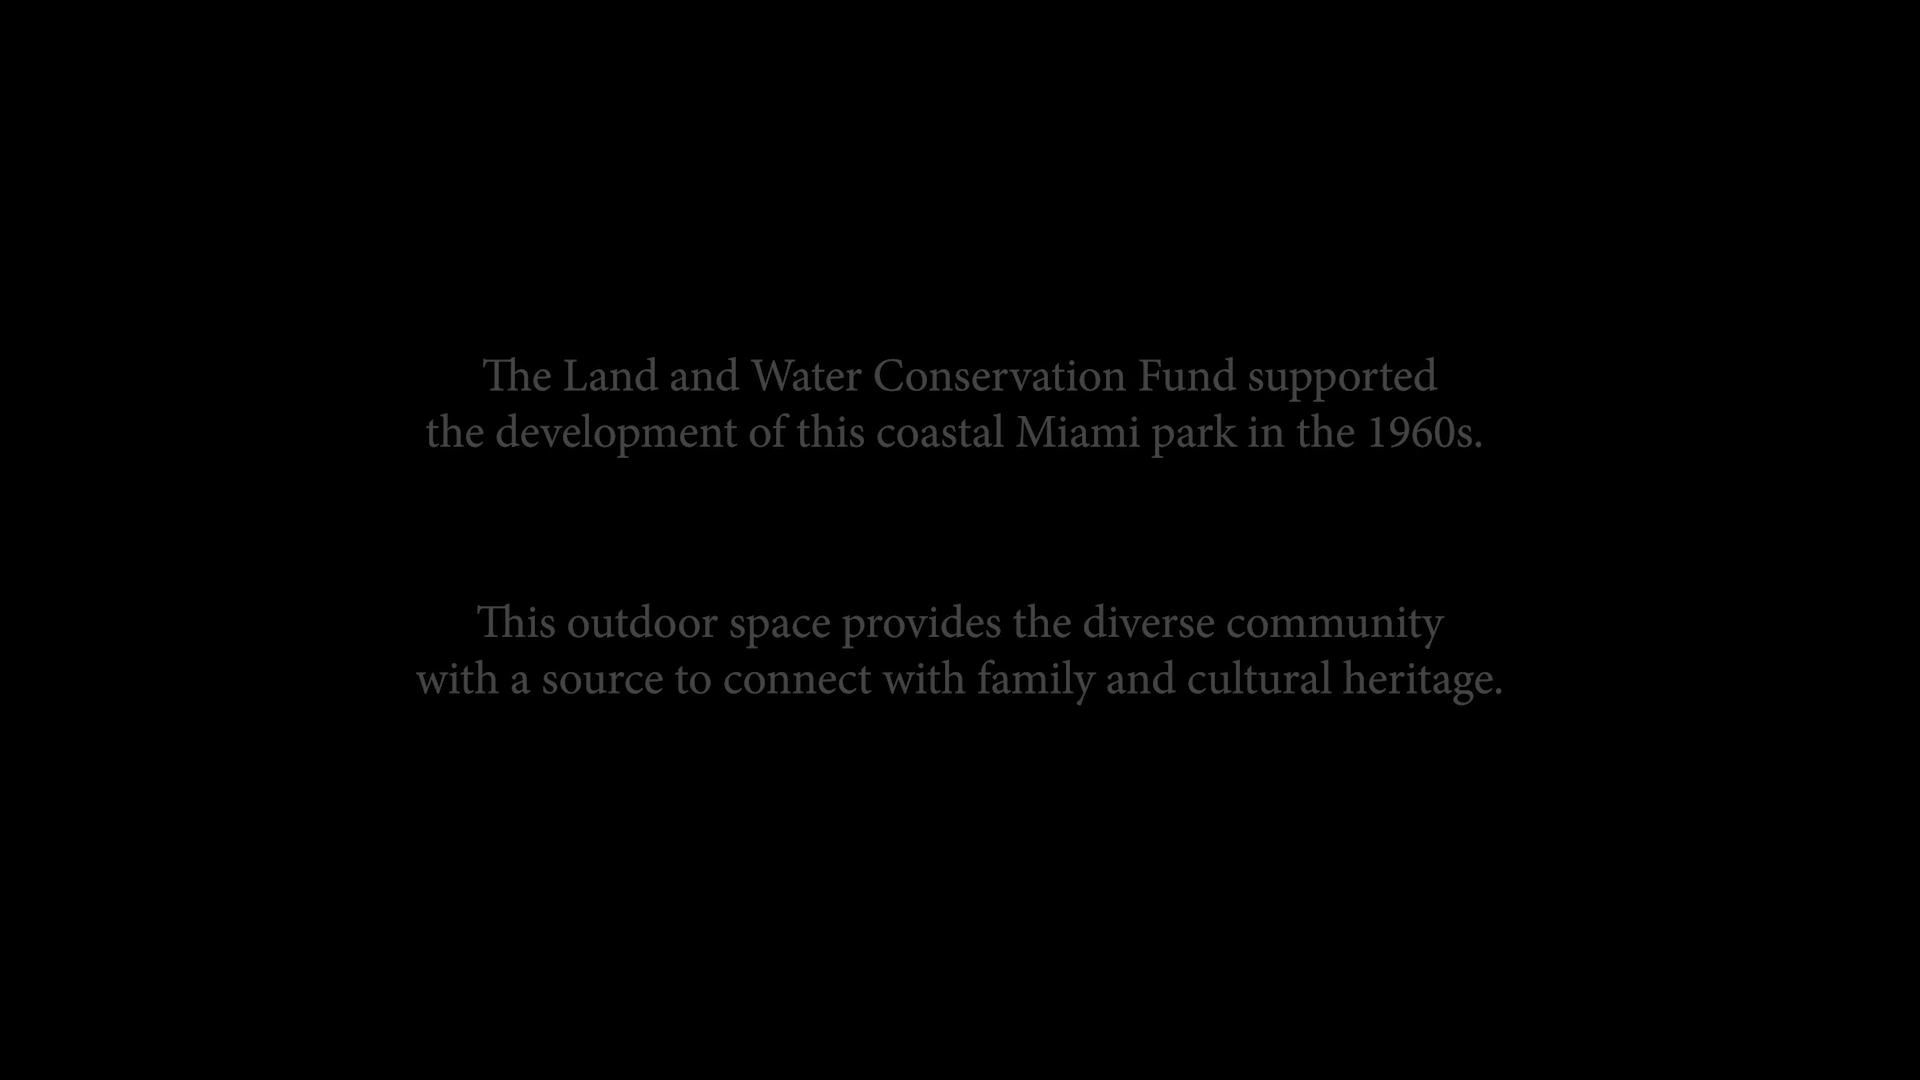 The Land and Water Conservation Fund supported
the development of this coastal Miami park in the 1960s.
This outdoor space provides the diverse community
with a source to connect with family and cultural heritage.